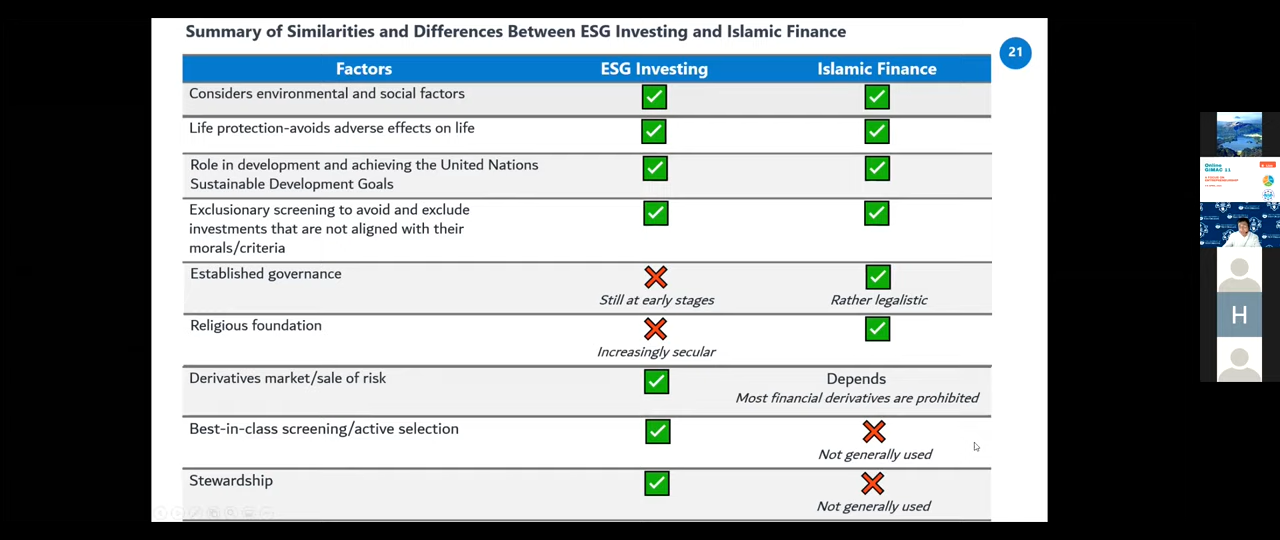 Summary of Similarities and Differences Between ESG Investing and Islamic Finance
21
Factors
ESG Investing
Islamic Finance
Considers environmental and social factors
Life protection-avoids adverse effects on life
Role in development and achieving the United Nations
Sustainable Development Goals
Exclusionary screening to avoid and exclude
investments that are not aligned with their
morals/criteria
Established governance
Still at early stages
Rather legalistic
Religious foundation
Increasingly secular
Derivatives market/sale of risk
Depends
Most financial derivatives are prohibited
Best-in-class screening/active selection
Not generally used
Stewardship
Not generally used
Online
GIMAC 11
H